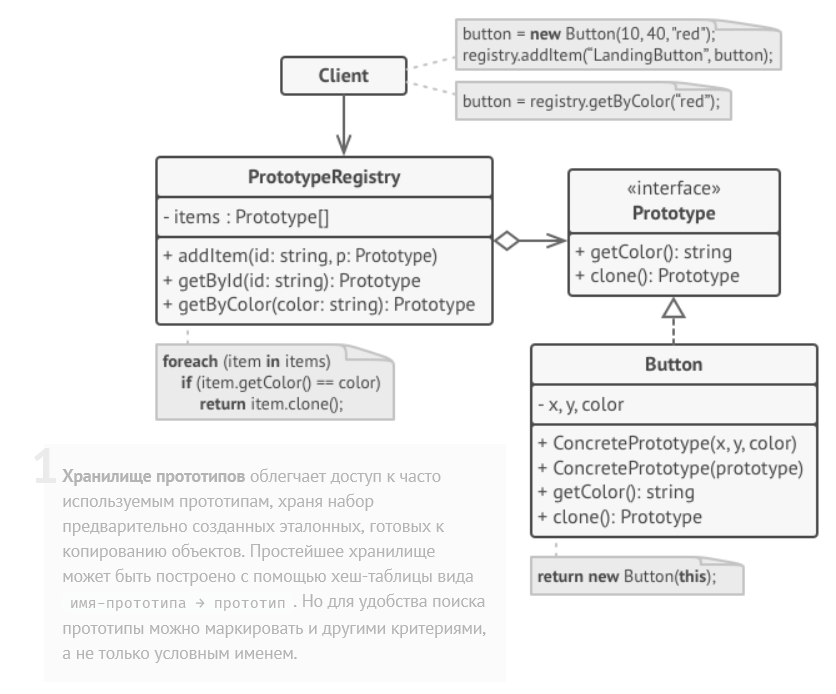 button = new Button(10, 40, "red");
registry.addItem(“LandingButton”, button);
Client
button = registry.getByColor(“red”);
PrototypeRegistry
- items : Prototype[]
+ addItem(id: string, p: Prototype)
+ getById(id: string): Prototype
+ getByColor(color: string): Prototype
«interface»
Prototype
+ getColor(): string
+ clone(): Prototype
foreach (item in items)
if (item.getColor() == color)
return item.clone();
Button
- x, y, color
+ ConcretePrototype(x, y, color)
+ ConcretePrototype(prototype)
+ getColor(): string
+ clone(): Prototype
return new Button(this);
1
Хранилище прототипов облегчает доступ к часто
используемым прототипам, храня набор
предварительно созданных эталонных, готовых к
копированию объектов. Простейшее хранилище
может быть построено с помощью хеш-таблицы вида
имя-прототипа → прототип . Но для удобства поиска
прототипы можно маркировать и другими критериями,
а не только условным именем.